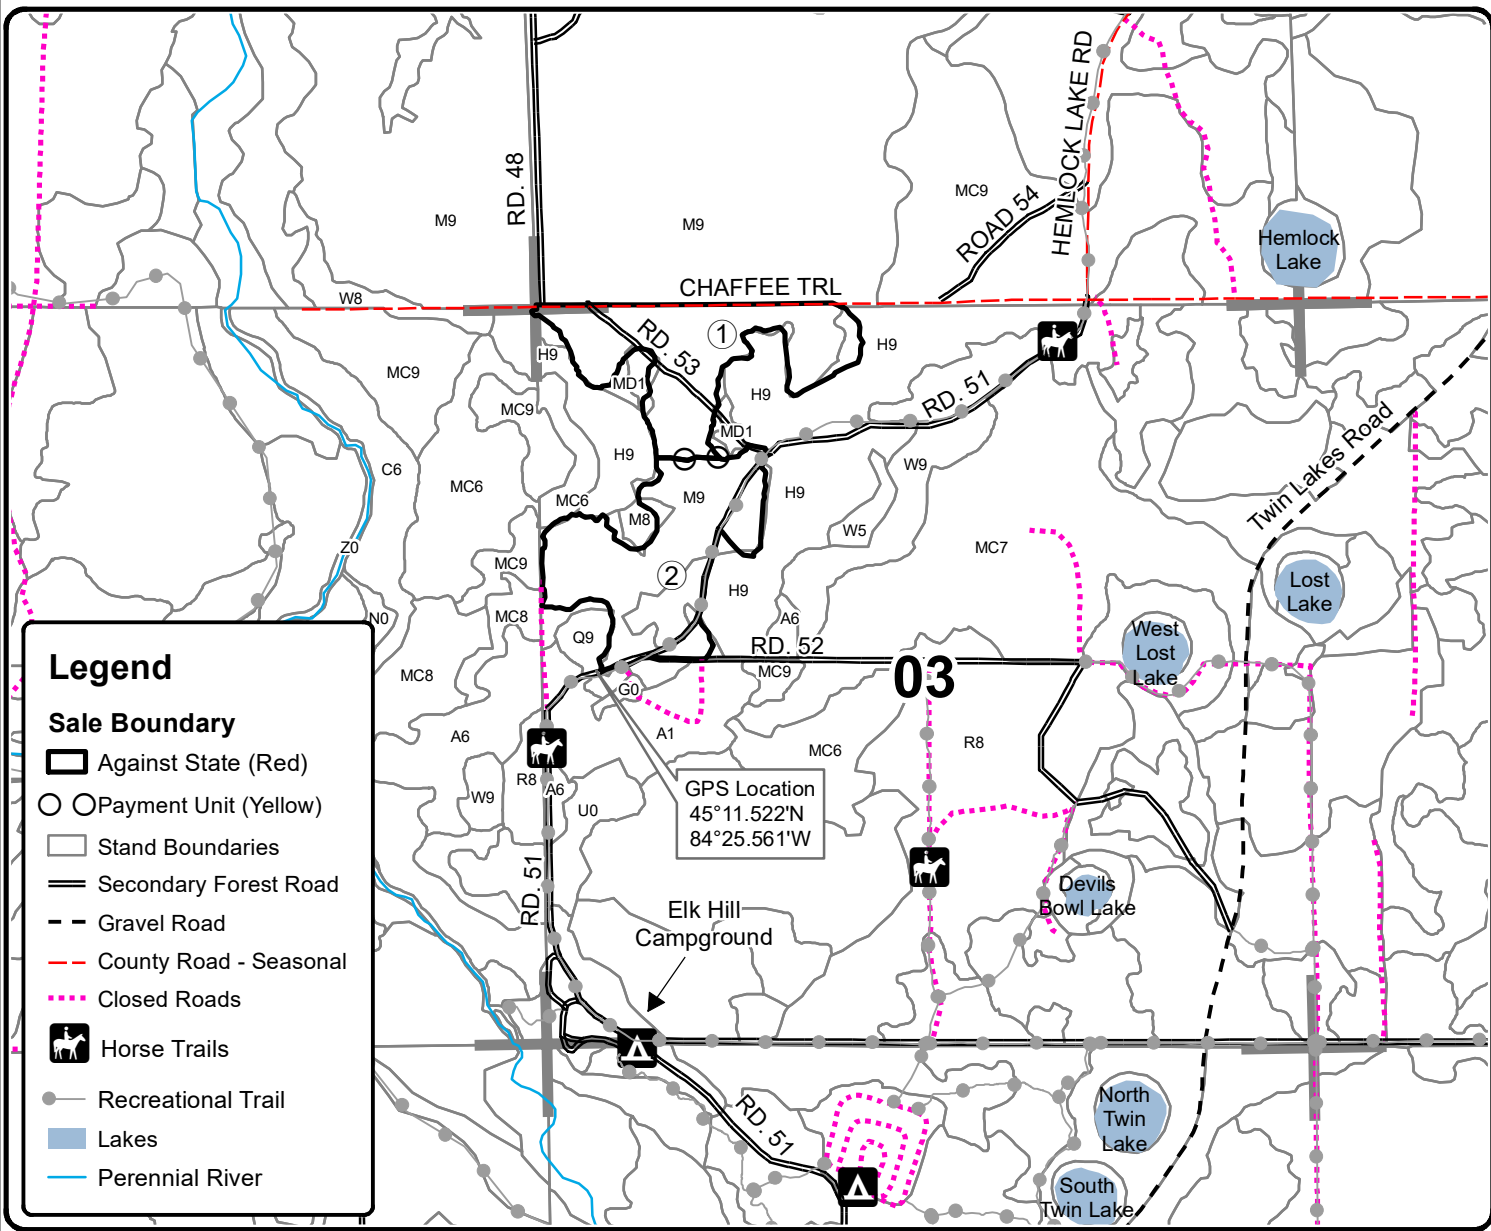 RD. 48
HEMLOCK LAKE RD
MC9
ROAD 54
M9
M9
Hemlock
Lake
W8
CHAFFEE TRL
1
RD. 53
H9
H9
MC9
MD1
H9
RD. 51
MC9
MD1
Twin Lakes Road
H9
W9
C6
MC6
MC6
M9
H9
M8
W5
Z0
MC9
MC7
2
Lost
Lake
H9
N0
MC8
Q9
A6
West
Lost
Lake
RD. 52
MC9
MC8
03
G0
A6
A1
MC6
R8
R8
A6
W9
U0
GPS Location
45°11.522'N
84°25.561'W
RD. 51
Devils
Bowl Lake
Elk Hill
Campground
RD. 51
North
Twin
Lake
South
Twin Lake
Legend
Sale Boundary
Against State (Red)
Payment Unit (Yellow)
Stand Boundaries
Secondary Forest Road
Gravel Road
County Road - Seasonal
Closed Roads
Horse Trails
Recreational Trail
Lakes
Perennial River